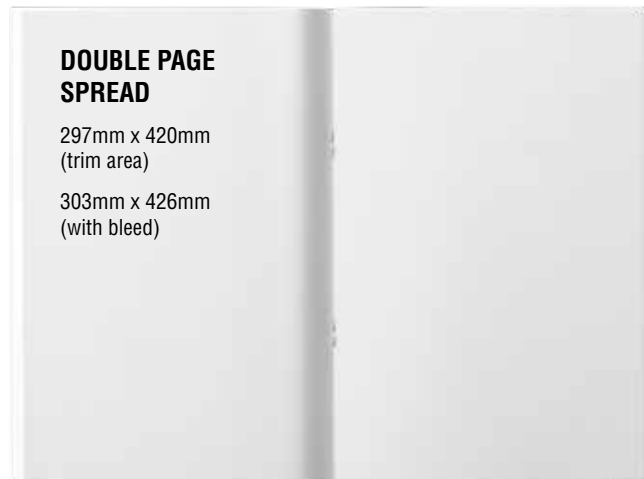 DOUBLE PAGE
SPREAD
297mm x 420mm
(trim area)
303mm x 426mm
(with bleed)